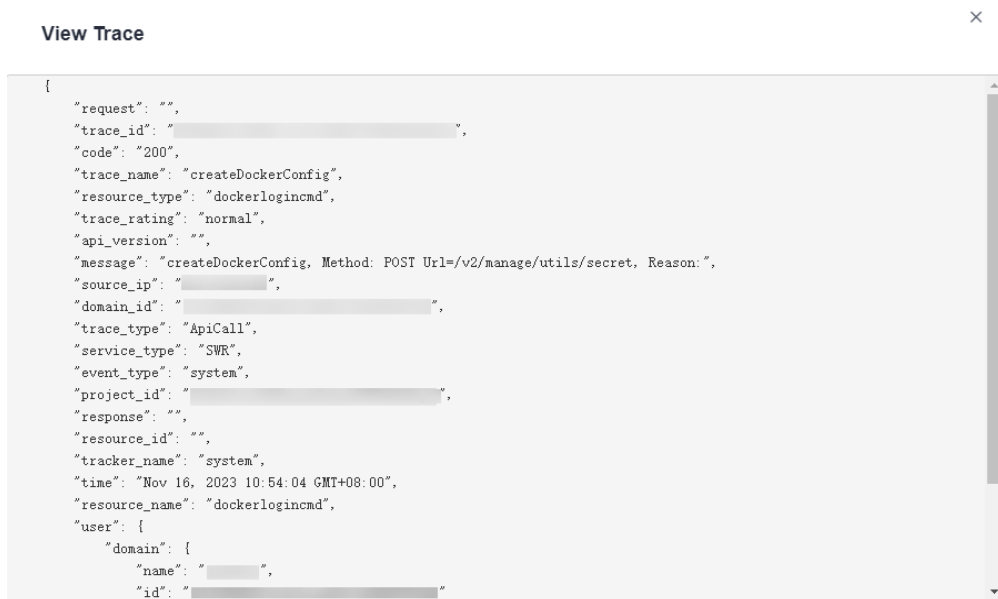 View Trace
{
"request": "",
"trace_id": "                    ",
"code": "200",
"trace_name": "createDockerConfig",
"resource_type": "dockerlogincmd",
"trace_rating": "normal",
"api_version": "",
"message": "createDockerConfig, Method: POST Url=/v2/manage/utils/secret, Reason:",
"source_ip": "          ",
"domain_id": "                    ",
"trace_type": "ApiCall",
"service_type": "SWR",
"event_type": "system",
"project_id": "                    ",
"response": "",
"resource_id": "",
"tracker_name": "system",
"time": "Nov 16, 2023 10:54:04 GMT+08:00",
"resource_name": "dockerlogincmd",
"user": {
"domain": {
"name": "      ",
"id": "                    "